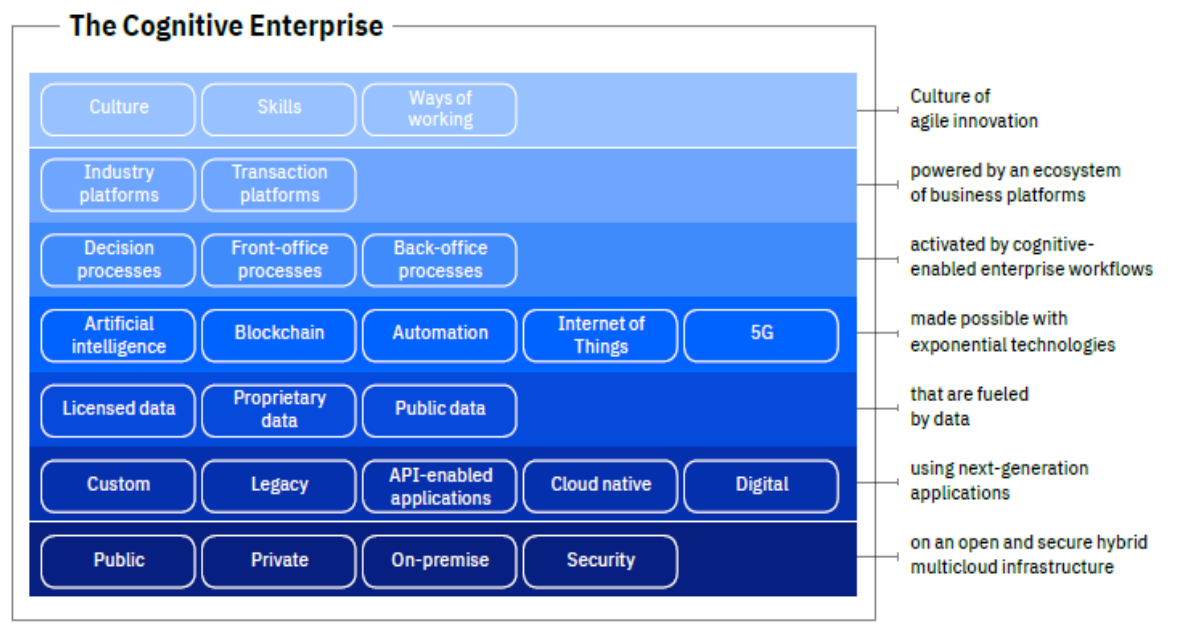 The Cognitive Enterprise
Culture
Skills
Ways of
working
Culture of
agile innovation
Industry
platforms
Transaction
platforms
powered by an ecosystem
of business platforms
Decision
processes
Front-office
processes
Back-office
processes
activated by cognitive-
enabled enterprise workflows
Artificial
intelligence
Blockchain
Automation
Internet of
Things
5G
made possible with
exponential technologies
Licensed data
Proprietary
data
Public data
that are fueled
by data
Custom
Legacy
API-enabled
applications
Cloud native
Digital
using next-generation
applications
Public
Private
On-premise
Security
on an open and secure hybrid
multicloud infrastructure